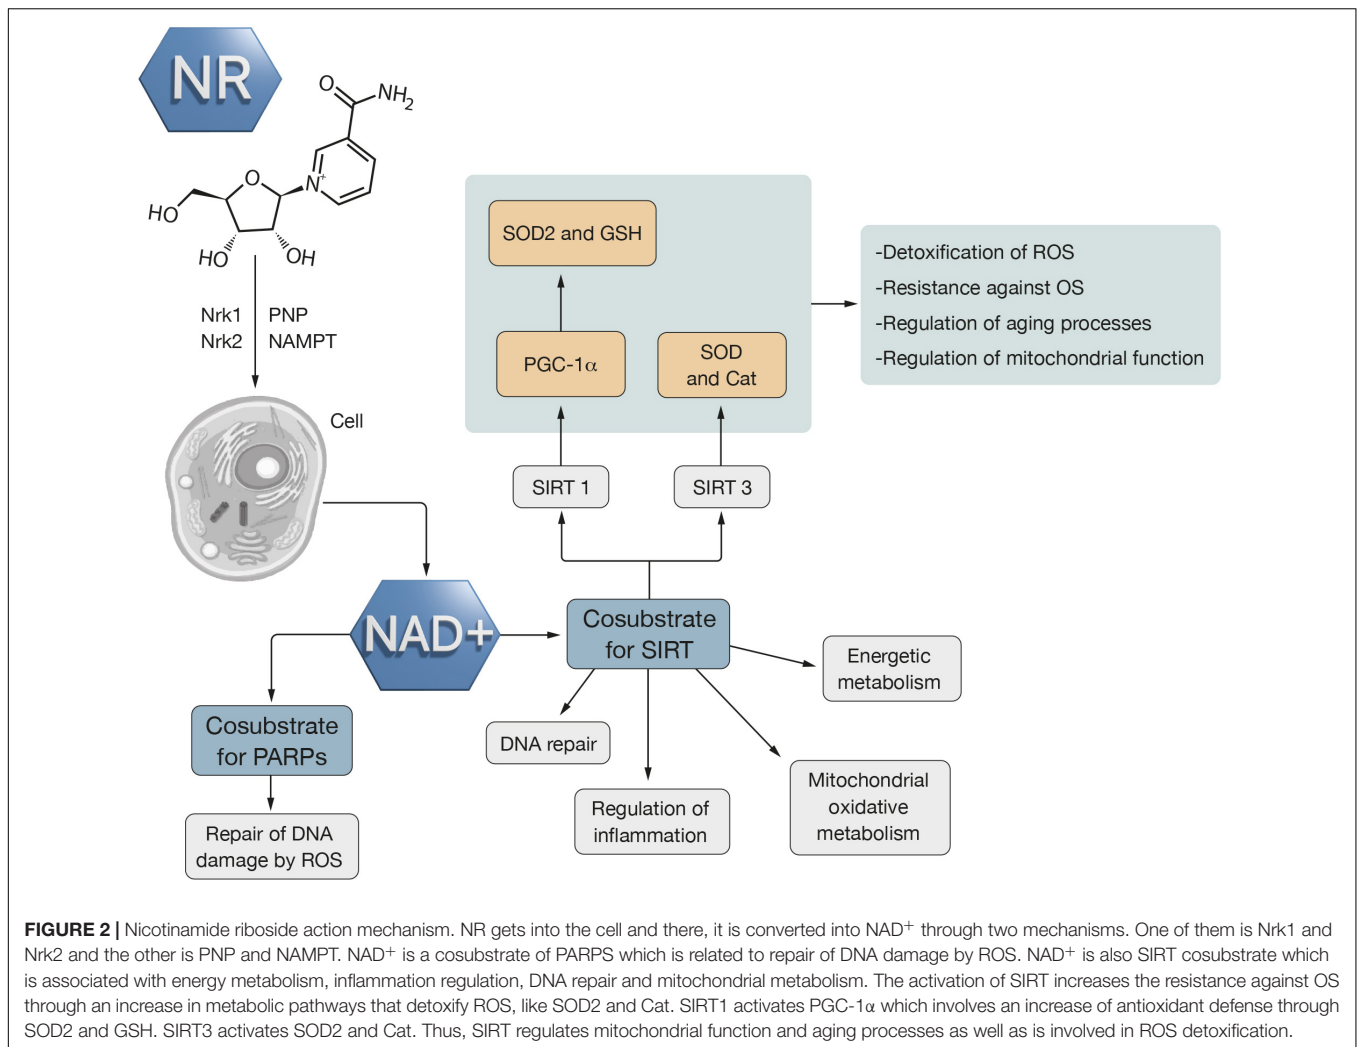 NR
O
NH2
O
N+
HO
HO
OH
Nrk1
PNP
Nrk2
NAMPT
Cell
SOD2 and GSH
PGC-1α
SOD
and Cat
-Detoxification of ROS
-Resistance against OS
-Regulation of aging processes
-Regulation of mitochondrial function
SIRT 1
SIRT 3
NAD+
Cosubstrate
for SIRT
Energetic
metabolism
Cosubstrate
for PARPs
DNA repair
Mitochondrial
oxidative
metabolism
Regulation of
inflammation
Repair of DNA
damage by ROS
FIGURE 2 | Nicotinamide riboside action mechanism. NR gets into the cell and there, it is converted into NAD+ through two mechanisms. One of them is Nrk1 and
Nrk2 and the other is PNP and NAMPT. NAD+ is a cosubstrate of PARPS which is related to repair of DNA damage by ROS. NAD+ is also SIRT cosubstrate which
is associated with energy metabolism, inflammation regulation, DNA repair and mitochondrial metabolism. The activation of SIRT increases the resistance against OS
through an increase in metabolic pathways that detoxify ROS, like SOD2 and Cat. SIRT1 activates PGC-1α which involves an increase of antioxidant defense through
SOD2 and GSH. SIRT3 activates SOD2 and Cat. Thus, SIRT regulates mitochondrial function and aging processes as well as is involved in ROS detoxification.